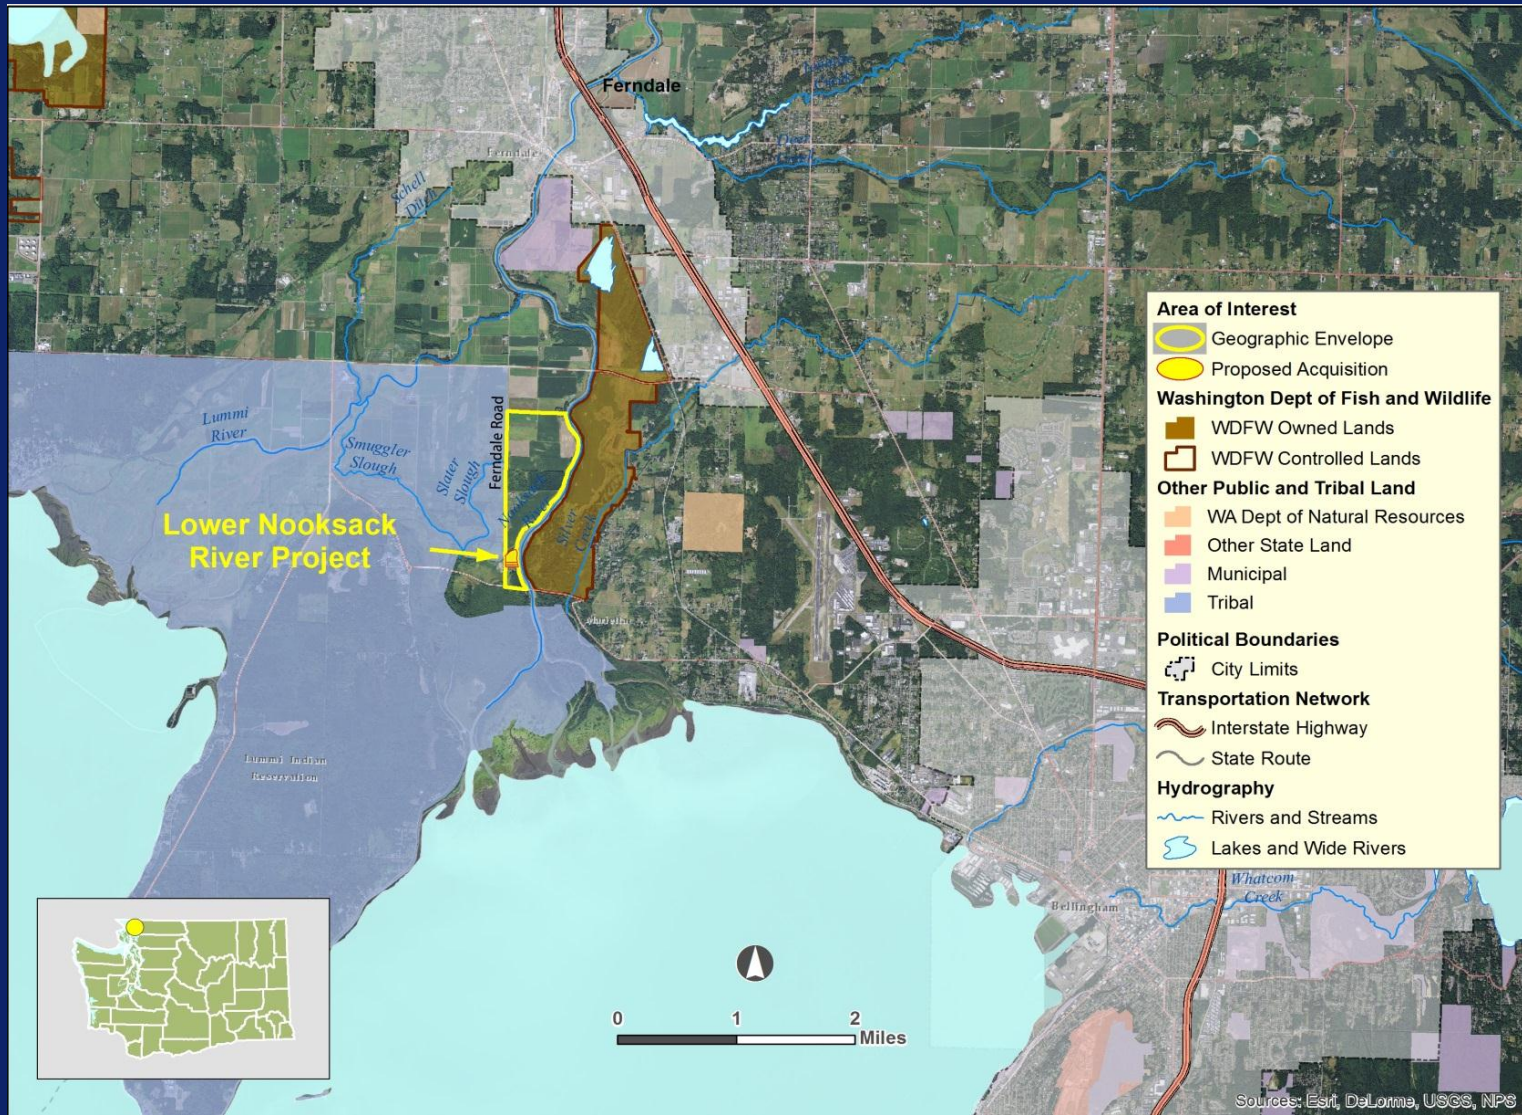 Ferndale
Ferndale
Schell
Ditch
Lummi
River
Smuggler
Slough
Slater
Slough
Ferndale Road
Silver
Creek
Lower Nooksack
River Project
Marietta
Lummi Indian
Reservation
Bellingham
Whatcom
Creek
Area of Interest
Geographic Envelope
Proposed Acquisition
Washington Dept of Fish and Wildlife
WDFW Owned Lands
WDFW Controlled Lands
Other Public and Tribal Land
WA Dept of Natural Resources
Other State Land
Municipal
Tribal
Political Boundaries
City Limits
Transportation Network
Interstate Highway
State Route
Hydrography
Rivers and Streams
Lakes and Wide Rivers
0 1 2
Miles
Sources: Esri, DeLorme, USGS, NPS